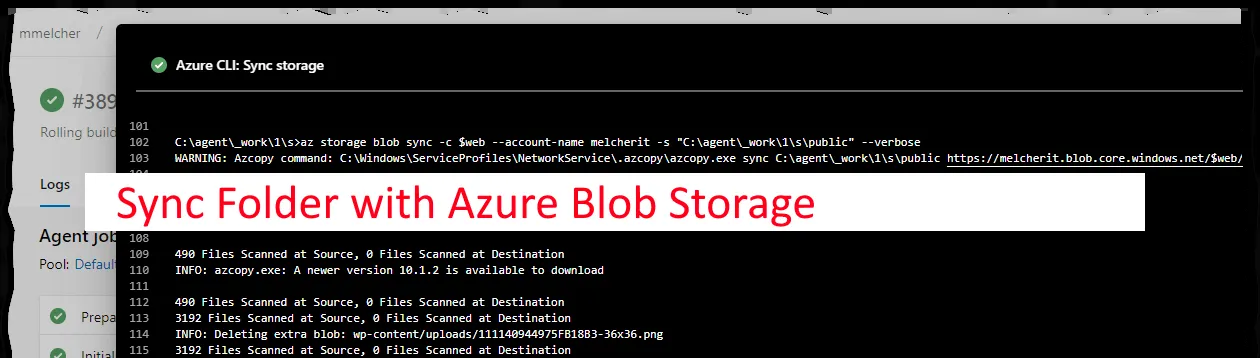 mmelcher /
Azure CLI: Sync storage
#389
Rolling build
101
102 C:\agent\_work\1\s>az storage blob sync -c $web --account-name melcherit -s "C:\agent\_work\1\s\public" --verbose
103 WARNING: Azcopy command: C:\Windows\ServiceProfiles\NetworkService\.azcopy\azcopy.exe sync C:\agent\_work\1\s\public https://melcherit.blob.core.windows.net/$web/
Logs
Sync Folder with Azure Blob Storage
Agent job
108
109 490 Files Scanned at Source, 0 Files Scanned at Destination
Pool: Default
110 INFO: azcopy.exe: A newer version 10.1.2 is available to download
111
112 490 Files Scanned at Source, 0 Files Scanned at Destination
Prepa
113 3192 Files Scanned at Source, 0 Files Scanned at Destination
114 INFO: Deleting extra blob: wp-content/uploads/111140944975FB18B3-36x36.png
Initial
115 3192 Files Scanned at Source, 0 Files Scanned at Destination